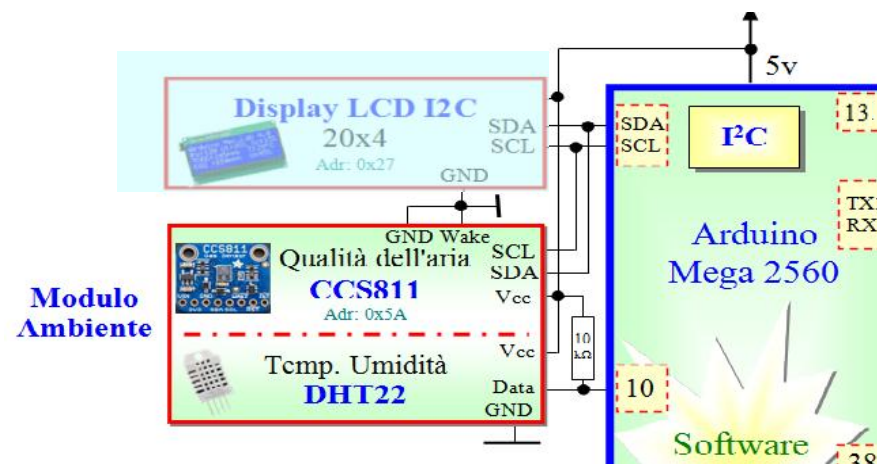 5v
Display LCD I2C
20x4
Adr: 0x27
SDA
SCL
GND
SDA
SCL
I²C
13.
TX
RX
Arduino
Mega 2560
Modulo
Ambiente
GND Wake
SCL
SDA
Vcc
CCS811
Qualità dell'aria
CCS811
Adr: 0x5A
10
kΩ
Temp. Umidità
DHT22
Vcc
Data
GND
10
Software
38